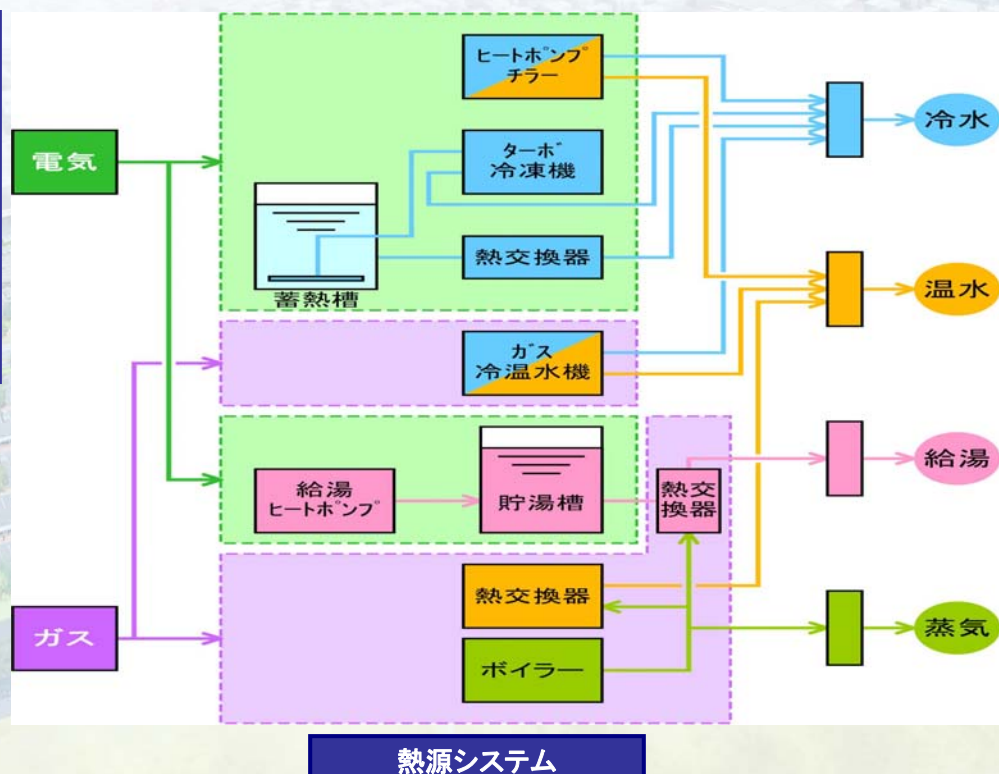 ヒートポンプ
チラー
冷水
電気
ターボ
冷凍機
熱交換器
蓄熱槽
温水
ガス
冷温水機
給湯
ヒートポンプ
貯湯槽
熱交
換器
給湯
熱交換器
ガス
ボイラー
蒸気
熱源システム